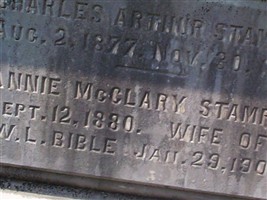 CHARLES ARTHUR STAM
AUG. 2, 1877. NOV. 30.
ANNIE McCLARY STAMP
SEPT. 12, 1880. WIFE OF
W.L. BIBLE JAN. 29, 190